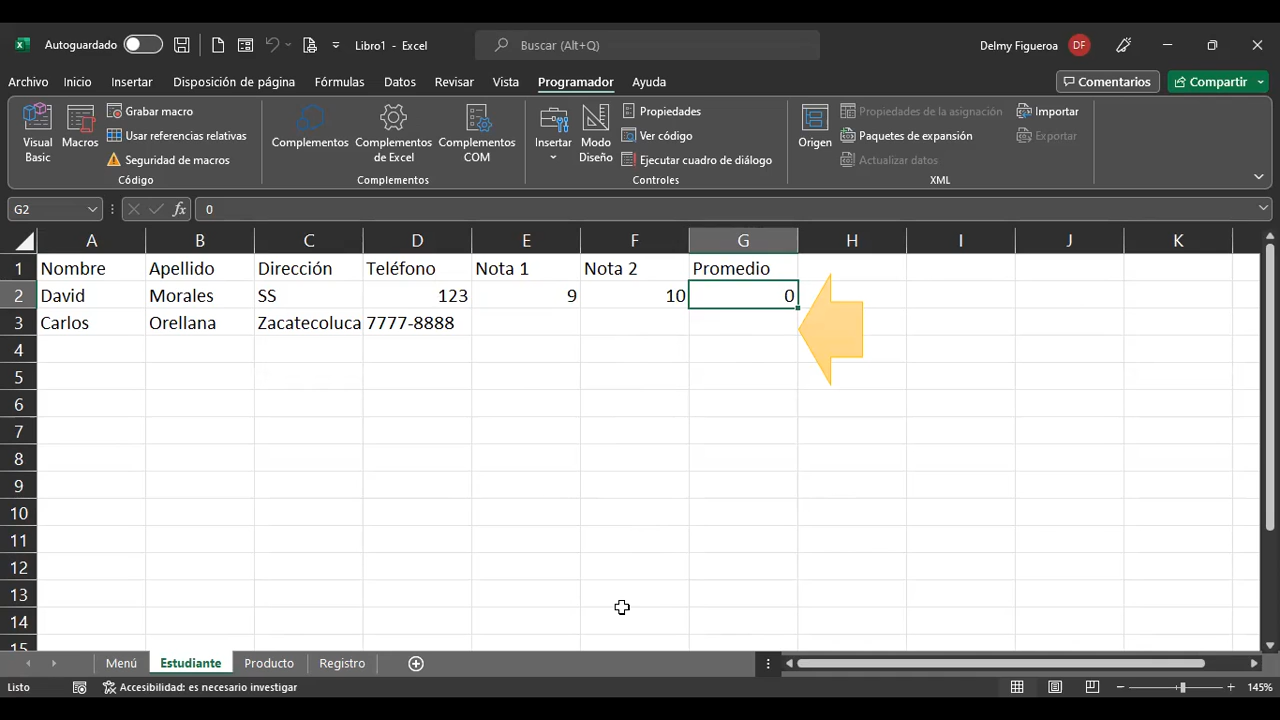 Autoguardado Libro1 - Excel Buscar (Alt+Q) Delmy Figueroa DF
Archivo Inicio Insertar Disposición de página Fórmulas Datos Revisar Vista Programador Ayuda Comentarios Compartir
Visual Basic
Macros
Grabar macro
Usar referencias relativas
Seguridad de macros
Código
Complementos
Complementos de Excel
Complementos COM
Complementos
Insertar
Modo Diseño
Propiedades
Ver código
Ejecutar cuadro de diálogo
Controles
Origen
Propiedades de la asignación
Paquetes de expansión
Actualizar datos
Importar
Exportar
XML
G2 fx 0
A B C D E F G H I J K
1 Nombre Apellido Dirección Teléfono Nota 1 Nota 2 Promedio
2 David Morales SS 123 9 10 0
3 Carlos Orellana Zacatecoluca 7777-8888
4
5
6
7
8
9
10
11
12
13
14
15
Menú Estudiante Producto Registro
Listo Accesibilidad: es necesario investigar 145%